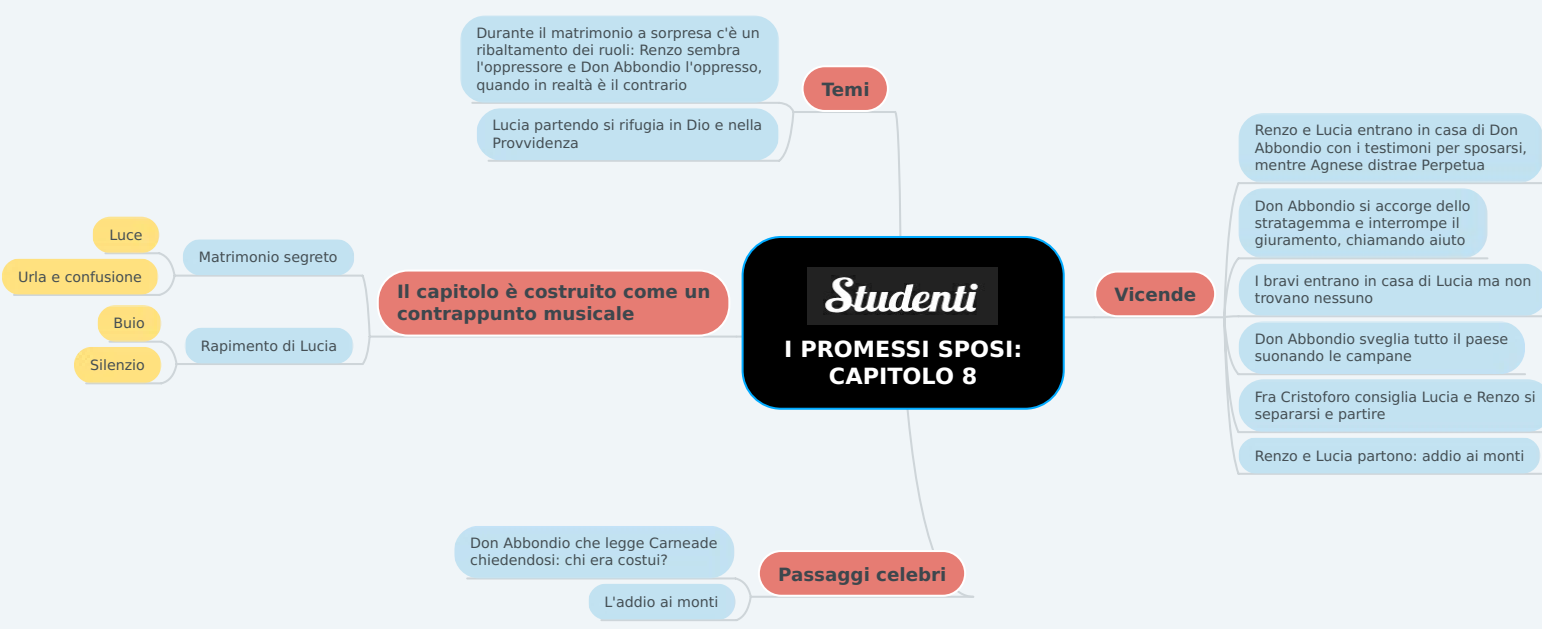 Durante il matrimonio a sorpresa c'è un
ribaltamento dei ruoli: Renzo sembra
l'oppressore e Don Abbondio l'oppresso,
quando in realtà è il contrario
Temi
Lucia partendo si rifugia in Dio e nella
Provvidenza
Luce
Matrimonio segreto
Urla e confusione
Il capitolo è costruito come un
contrappunto musicale
Buio
Rapimento di Lucia
Silenzio
Studenti
I PROMESSI SPOSI:
CAPITOLO 8
Vicende
Renzo e Lucia entrano in casa di Don
Abbondio con i testimoni per sposarsi,
mentre Agnese distrae Perpetua
Don Abbondio si accorge dello
stratagemma e interrompe il
giuramento, chiamando aiuto
I bravi entrano in casa di Lucia ma non
trovano nessuno
Don Abbondio sveglia tutto il paese
suonando le campane
Fra Cristoforo consiglia Lucia e Renzo si
separarsi e partire
Renzo e Lucia partono: addio ai monti
Don Abbondio che legge Carneade
chiedendosi: chi era costui?
Passaggi celebri
L'addio ai monti